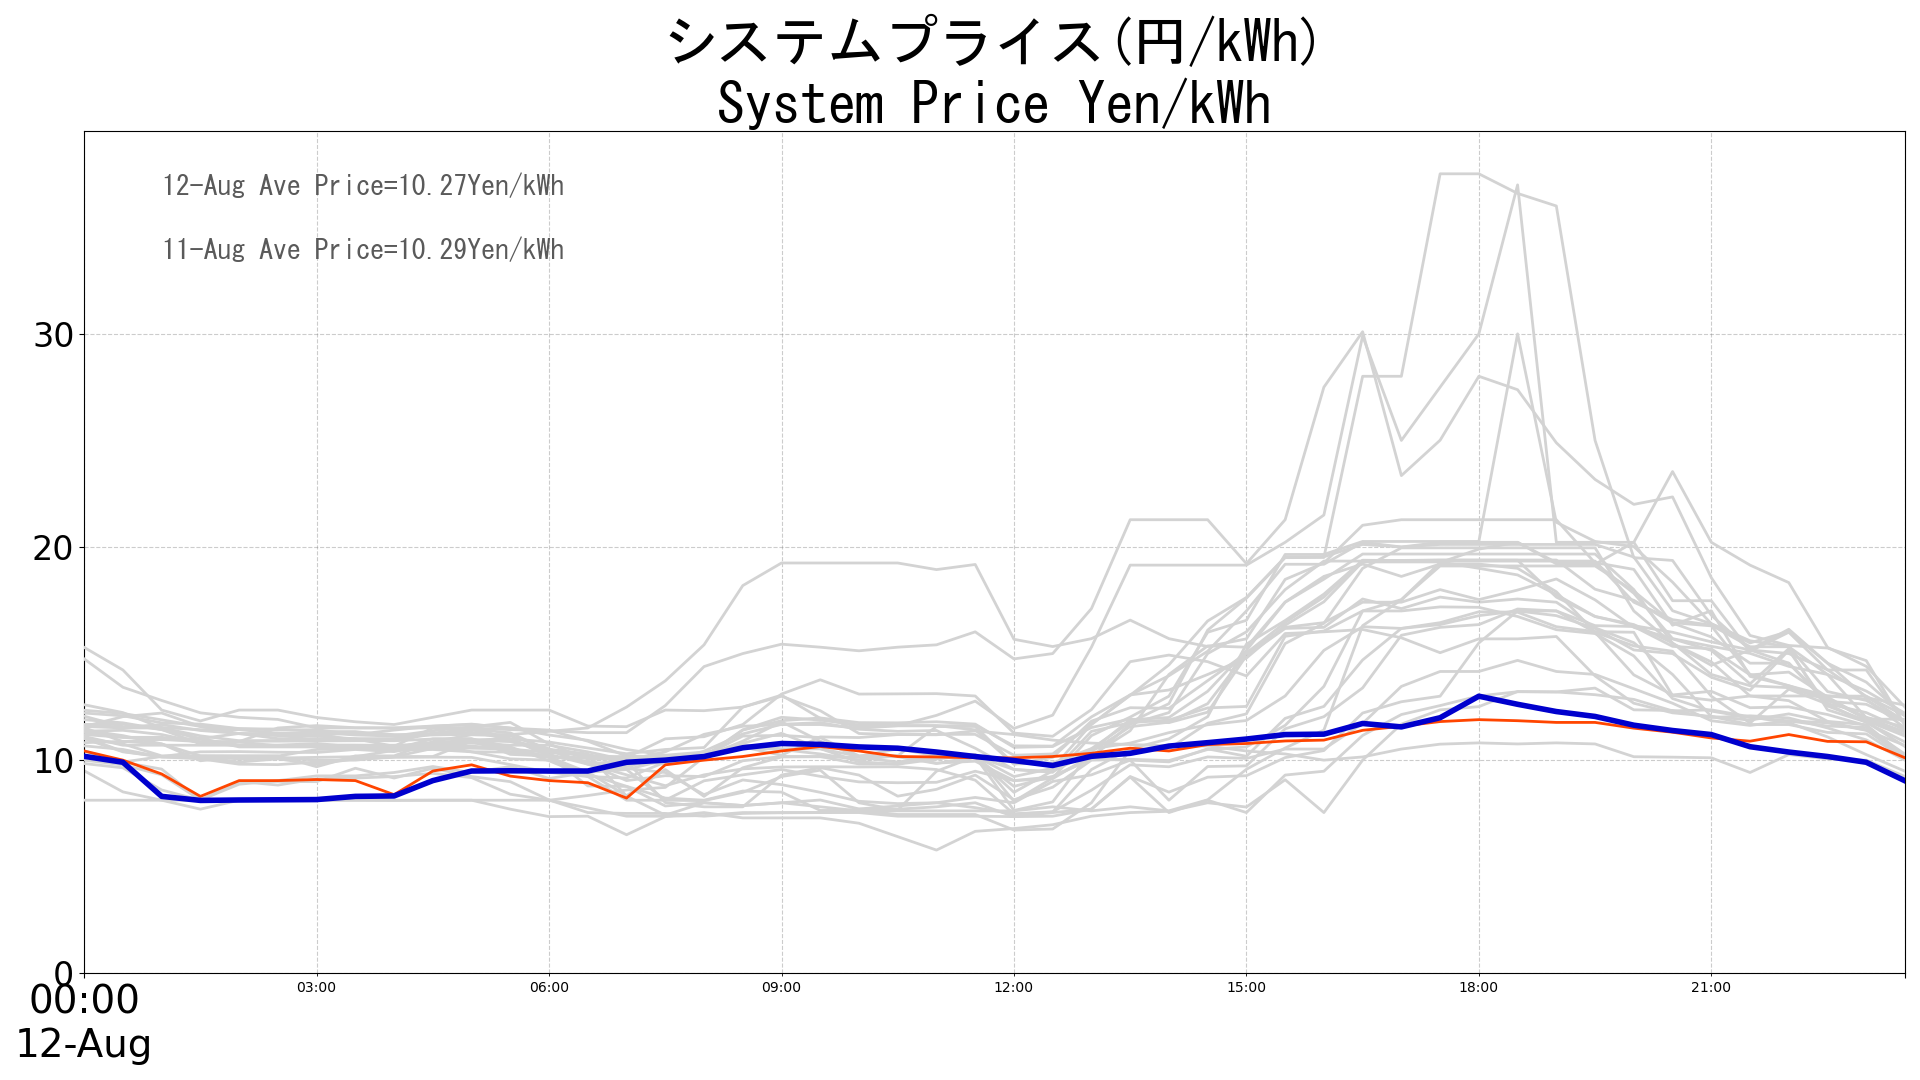 システムプライス(円/kWh)
System Price Yen/kWh
12-Aug Ave Price=10.27Yen/kWh
11-Aug Ave Price=10.29Yen/kWh
30
20
10
0
00:00
12-Aug
03:00
06:00
09:00
12:00
15:00
18:00
21:00